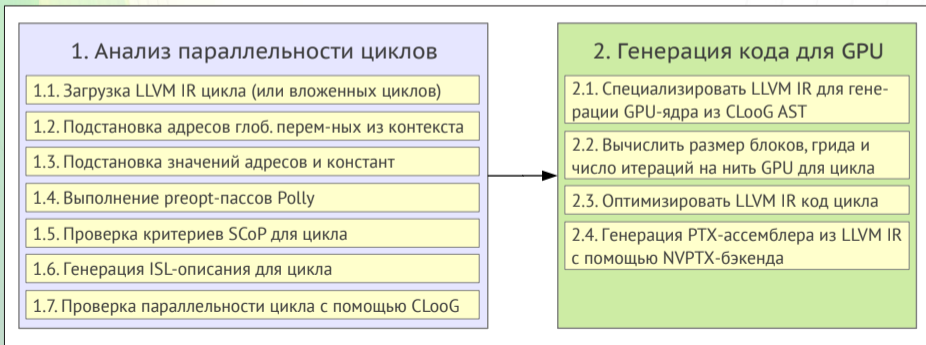 1. Анализ параллельности циклов
1.1. Загрузка LLVM IR цикла (или вложенных циклов)
1.2. Подстановка адресов глоб. перем-ных из контекста
1.3. Подстановка значений адресов и констант
1.4. Выполнение preopt-пассов Polly
1.5. Проверка критериев SCoP для цикла
1.6. Генерация ISL-описания для цикла
1.7. Проверка параллельности цикла с помощью CLooG
2. Генерация кода для GPU
2.1. Специализировать LLVM IR для гене-
рации GPU-ядра из CLooG AST
2.2. Вычислить размер блоков, грида и
число итераций на нить GPU для цикла
2.3. Оптимизировать LLVM IR код цикла
2.4. Генерация PTX-ассемблера из LLVM IR
с помощью NVPTX-бэкенда